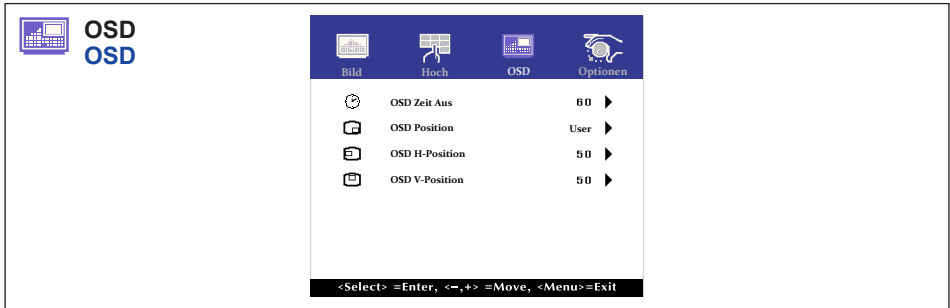 OSD
OSD
Bild Hoch OSD Optionen
OSD Zeit Aus 60
OSD Position User
OSD H-Position 50
OSD V-Position 50
<Select> =Enter, <−,+> =Move, <Menu>=Exit